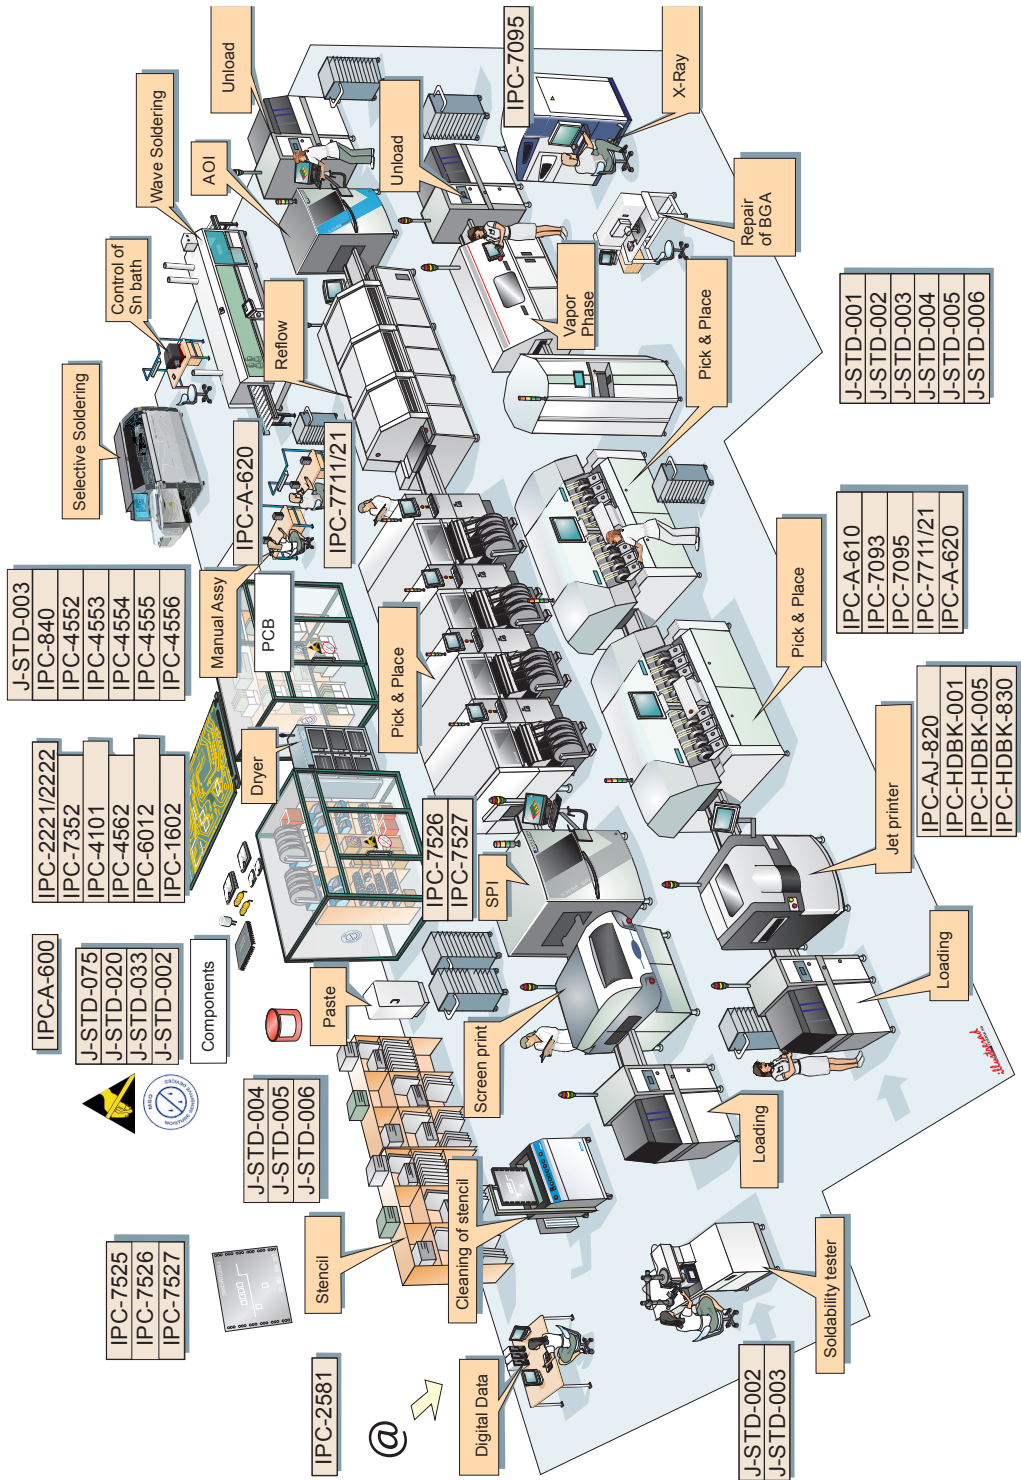 IPC-7525
IPC-7526
IPC-7527
IPCA-600
J-STD-075
J-STD-020
J-STD-033
J-STD-002
Components
MSD
MOISTURE SENSITIVE DEVICES
IPC-2221/2222
IPC-7352
IPC-4101
IPC-4562
IPC-6012
IPC-1602
J-STD-003
IPC-840
IPC-4552
IPC-4553
IPC-4554
IPC-4555
IPC-4556
Selective Soldering
Control of
Sn bath
Wave Soldering
AOI
Unload
IPC-2581
@
Stencil
J-STD-004
J-STD-005
J-STD-006
Paste
Dryer
PCB
Manual Assy
IPC-A-620
IPC-7711/21
Reflow
Unload
IPC-7095
X-Ray
Digital Data
Cleaning of stencil
Screen print
SPI
IPC-7526
IPC-7527
Pick & Place
Vapor
Phase
Repair
of BGA
Pick & Place
J-STD-002
J-STD-003
Soldability tester
Loading
Loading
Jet printer
Pick & Place
IPC-AJ-820
IPC-HDBK-001
IPC-HDBK-005
IPC-HDBK-830
IPC-A-610
IPC-7093
IPC-7095
IPC-7711/21
IPC-A-620
J-STD-001
J-STD-002
J-STD-003
J-STD-004
J-STD-005
J-STD-006